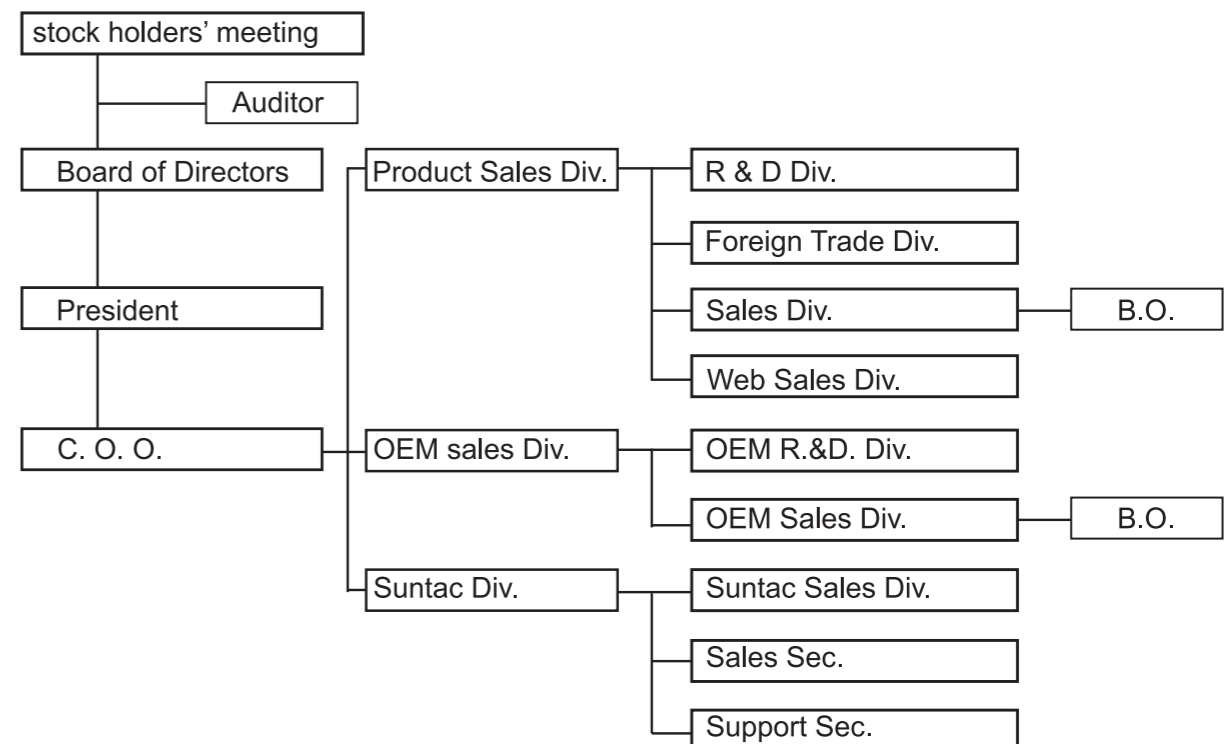 stock holders’ meeting
Auditor
Board of Directors
Product Sales Div.
R & D Div.
Foreign Trade Div.
President
Sales Div.
B.O.
Web Sales Div.
C. O. O.
OEM sales Div.
OEM R.&D. Div.
OEM Sales Div.
B.O.
Suntac Div.
Suntac Sales Div.
Sales Sec.
Support Sec.